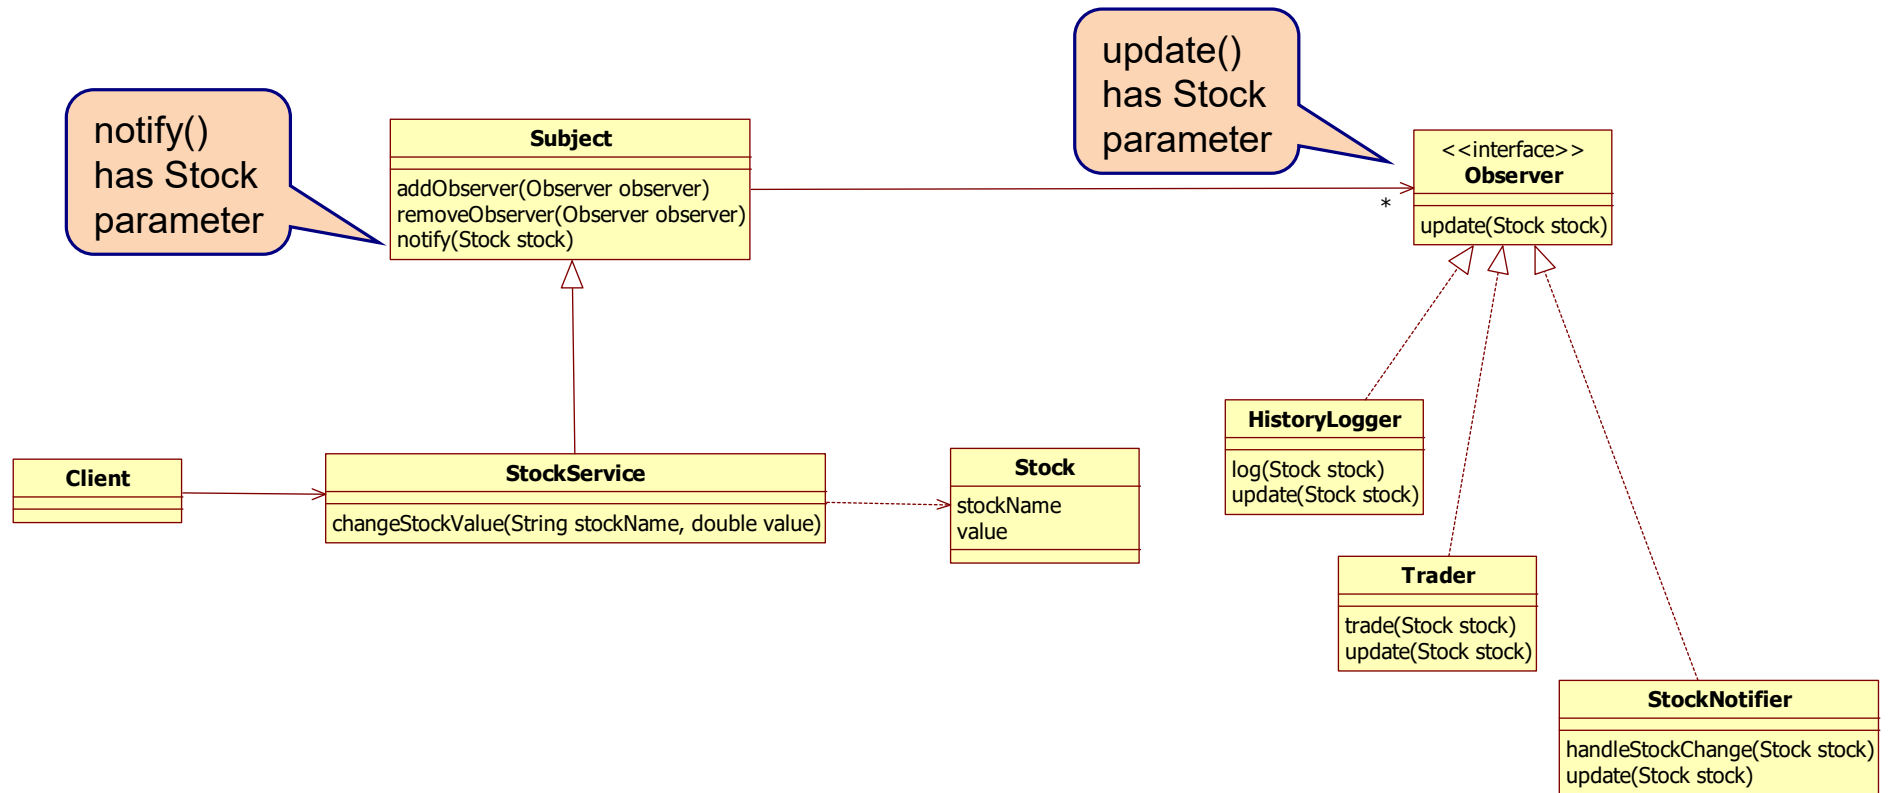 notify()
has Stock
parameter
Subject
addObserver(Observer observer)
removeObserver(Observer observer)
notify(Stock stock)
update()
has Stock
parameter
*
<<interface>>
Observer
update(Stock stock)
Client
StockService
changeStockValue(String stockName, double value)
Stock
stockName
value
HistoryLogger
log(Stock stock)
update(Stock stock)
Trader
trade(Stock stock)
update(Stock stock)
StockNotifier
handleStockChange(Stock stock)
update(Stock stock)